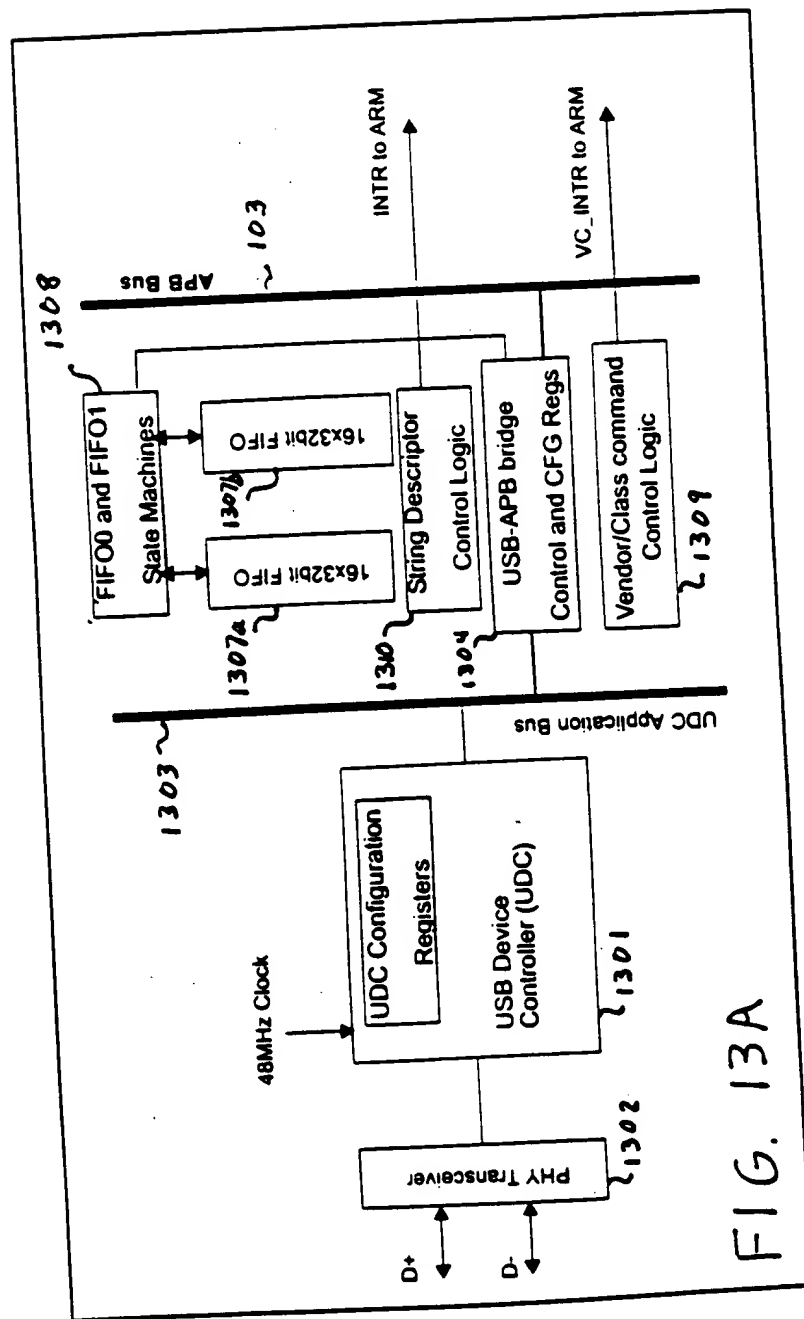 1308
FIFO0 and FIFO1
State Machines
16x32bit FIFO
16x32bit FIFO
1307a
1307b
String Descriptor
Control Logic
1310
USB-APB bridge
Control and CFG Regs
1304
Vendor/Class command
Control Logic
1309
APB Bus
103
INTR to ARM
VC_INTR to ARM
1303
UDC Application Bus
48MHz Clock
UDC Configuration
Registers
USB Device
Controller (UDC)
1301
PHY Transceiver
1302
D+
D-
FIG. 13A